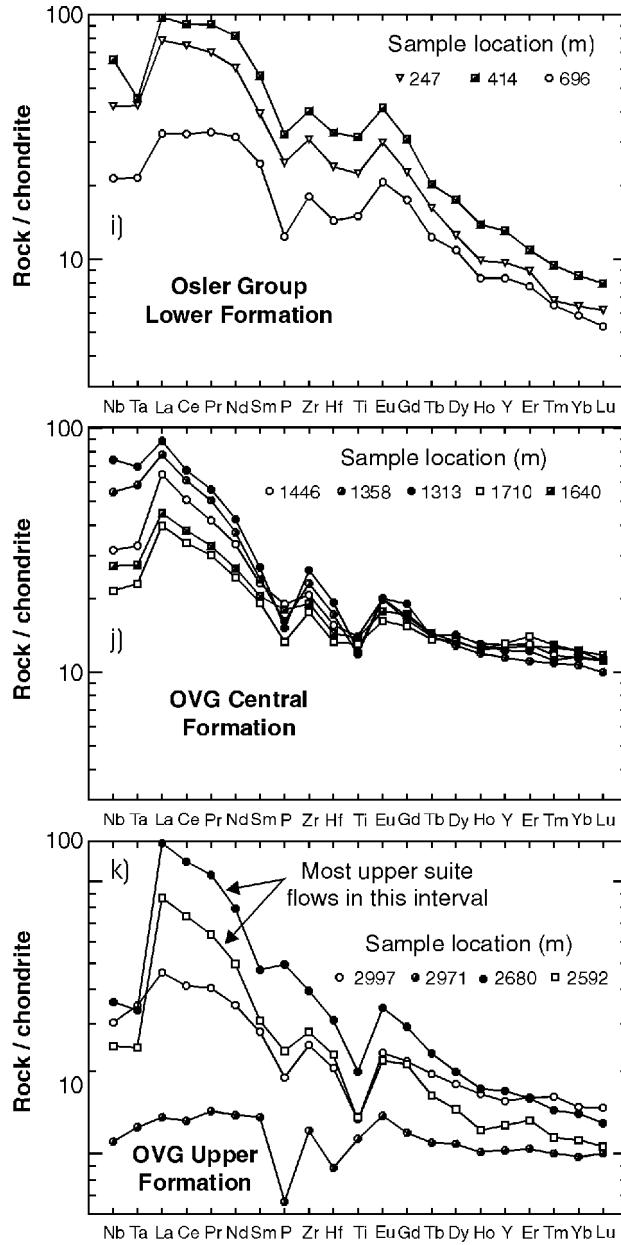 100
Sample location (m)
247 414 696
Rock / chondrite
10
i)
Osler Group
Lower Formation
Nb Ta La Ce Pr Nd Sm P Zr Hf Ti Eu Gd Tb Dy Ho Y Er Tm Yb Lu
100
Sample location (m)
1446 1358 1313 1710 1640
Rock / chondrite
j)
10
OVG Central
Formation
Nb Ta La Ce Pr Nd Sm P Zr Hf Ti Eu Gd Tb Dy Ho Y Er Tm Yb Lu
100
k)
Most upper suite
flows in this interval
Sample location (m)
2997 2971 2680 2592
Rock / chondrite
10
OVG Upper
Formation
Nb Ta La Ce Pr Nd Sm P Zr Hf Ti Eu Gd Tb Dy Ho Y Er Tm Yb Lu